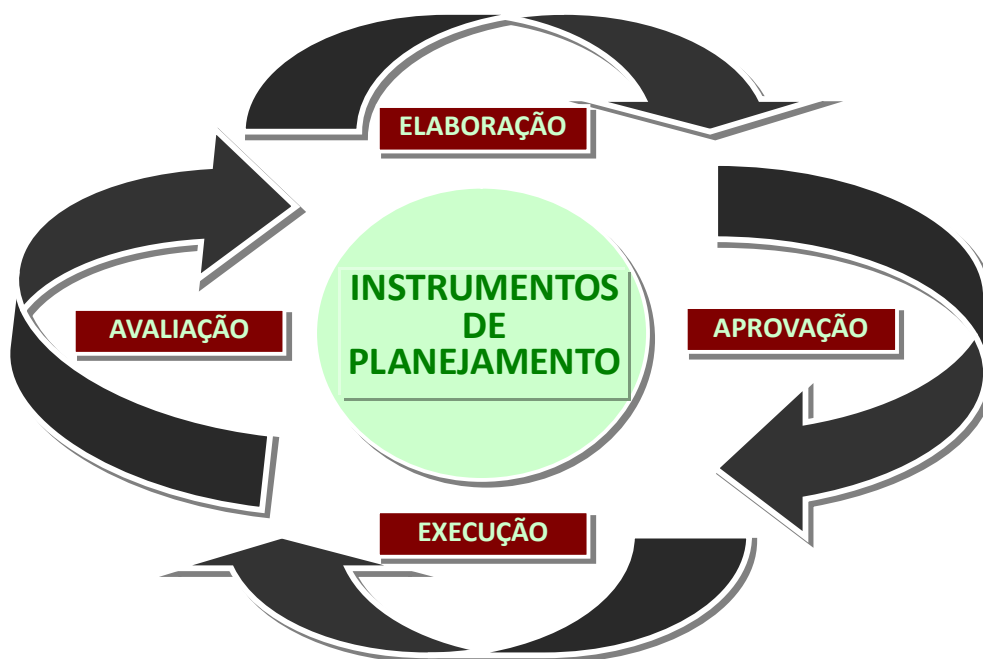 ELABORAÇÃO
INSTRUMENTOS
DE
PLANEJAMENTO
AVALIAÇÃO
APROVAÇÃO
EXECUÇÃO